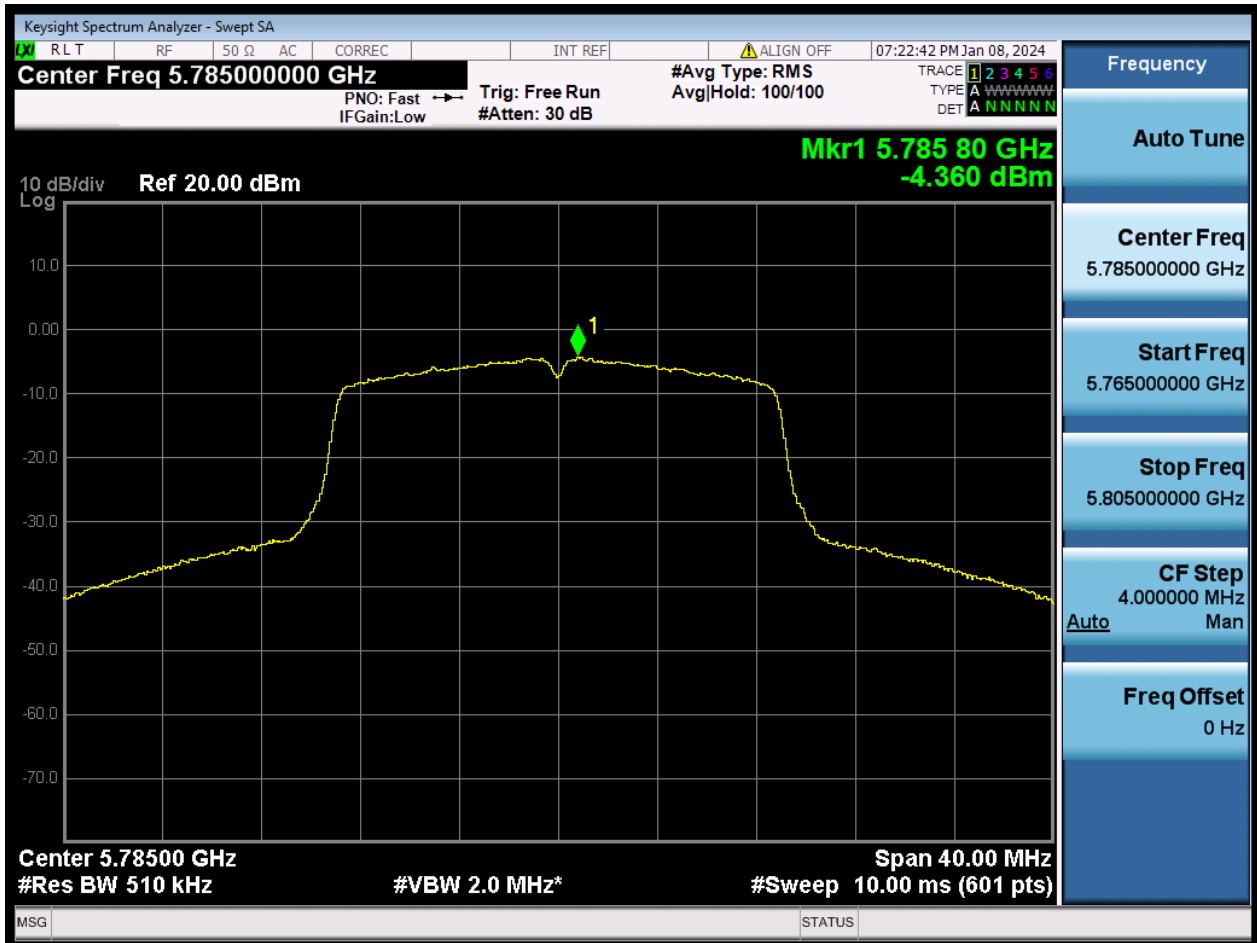 Keysight Spectrum Analyzer - Swept SA
LXI RLT RF 50 Ω AC CORREC INT REF ALIGN OFF 07:22:42 PM Jan 08, 2024
Center Freq 5.785000000 GHz
PNO: Fast
IFGain:Low
Trig: Free Run
#Atten: 30 dB
#Avg Type: RMS
Avg|Hold: 100/100
TRACE 1 2 3 4 5 6
TYPE A WWWWW
DET A N N N N N
Mkr1 5.785 80 GHz
-4.360 dBm
10 dB/div Ref 20.00 dBm
Log
10.0
0.00
-10.0
-20.0
-30.0
-40.0
-50.0
-60.0
-70.0
1
Center 5.78500 GHz Span 40.00 MHz
#Res BW 510 kHz #VBW 2.0 MHz* #Sweep 10.00 ms (601 pts)
MSG STATUS
Frequency
Auto Tune
Center Freq
5.785000000 GHz
Start Freq
5.765000000 GHz
Stop Freq
5.805000000 GHz
CF Step
4.000000 MHz
Auto Man
Freq Offset
0 Hz